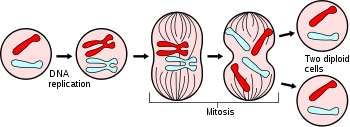 DNA
replication
Mitosis
Two diploid
cells